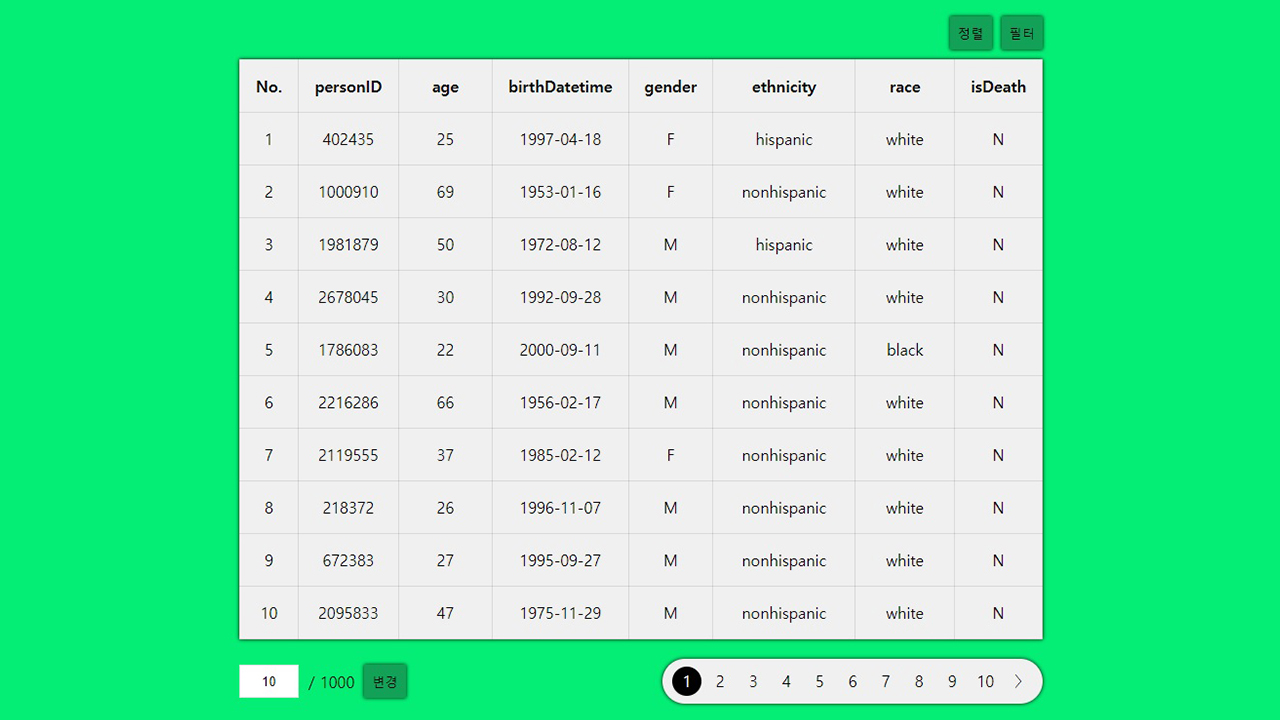 정렬 필터
No. personID age birthDatetime gender ethnicity race isDeath
1 402435 25 1997-04-18 F hispanic white N
2 1000910 69 1953-01-16 F nonhispanic white N
3 1981879 50 1972-08-12 M hispanic white N
4 2678045 30 1992-09-28 M nonhispanic white N
5 1786083 22 2000-09-11 M nonhispanic black N
6 2216286 66 1956-02-17 M nonhispanic white N
7 2119555 37 1985-02-12 F nonhispanic white N
8 218372 26 1996-11-07 M nonhispanic white N
9 672383 27 1995-09-27 M nonhispanic white N
10 2095833 47 1975-11-29 M nonhispanic white N
10 / 1000 변경 1 2 3 4 5 6 7 8 9 10 >